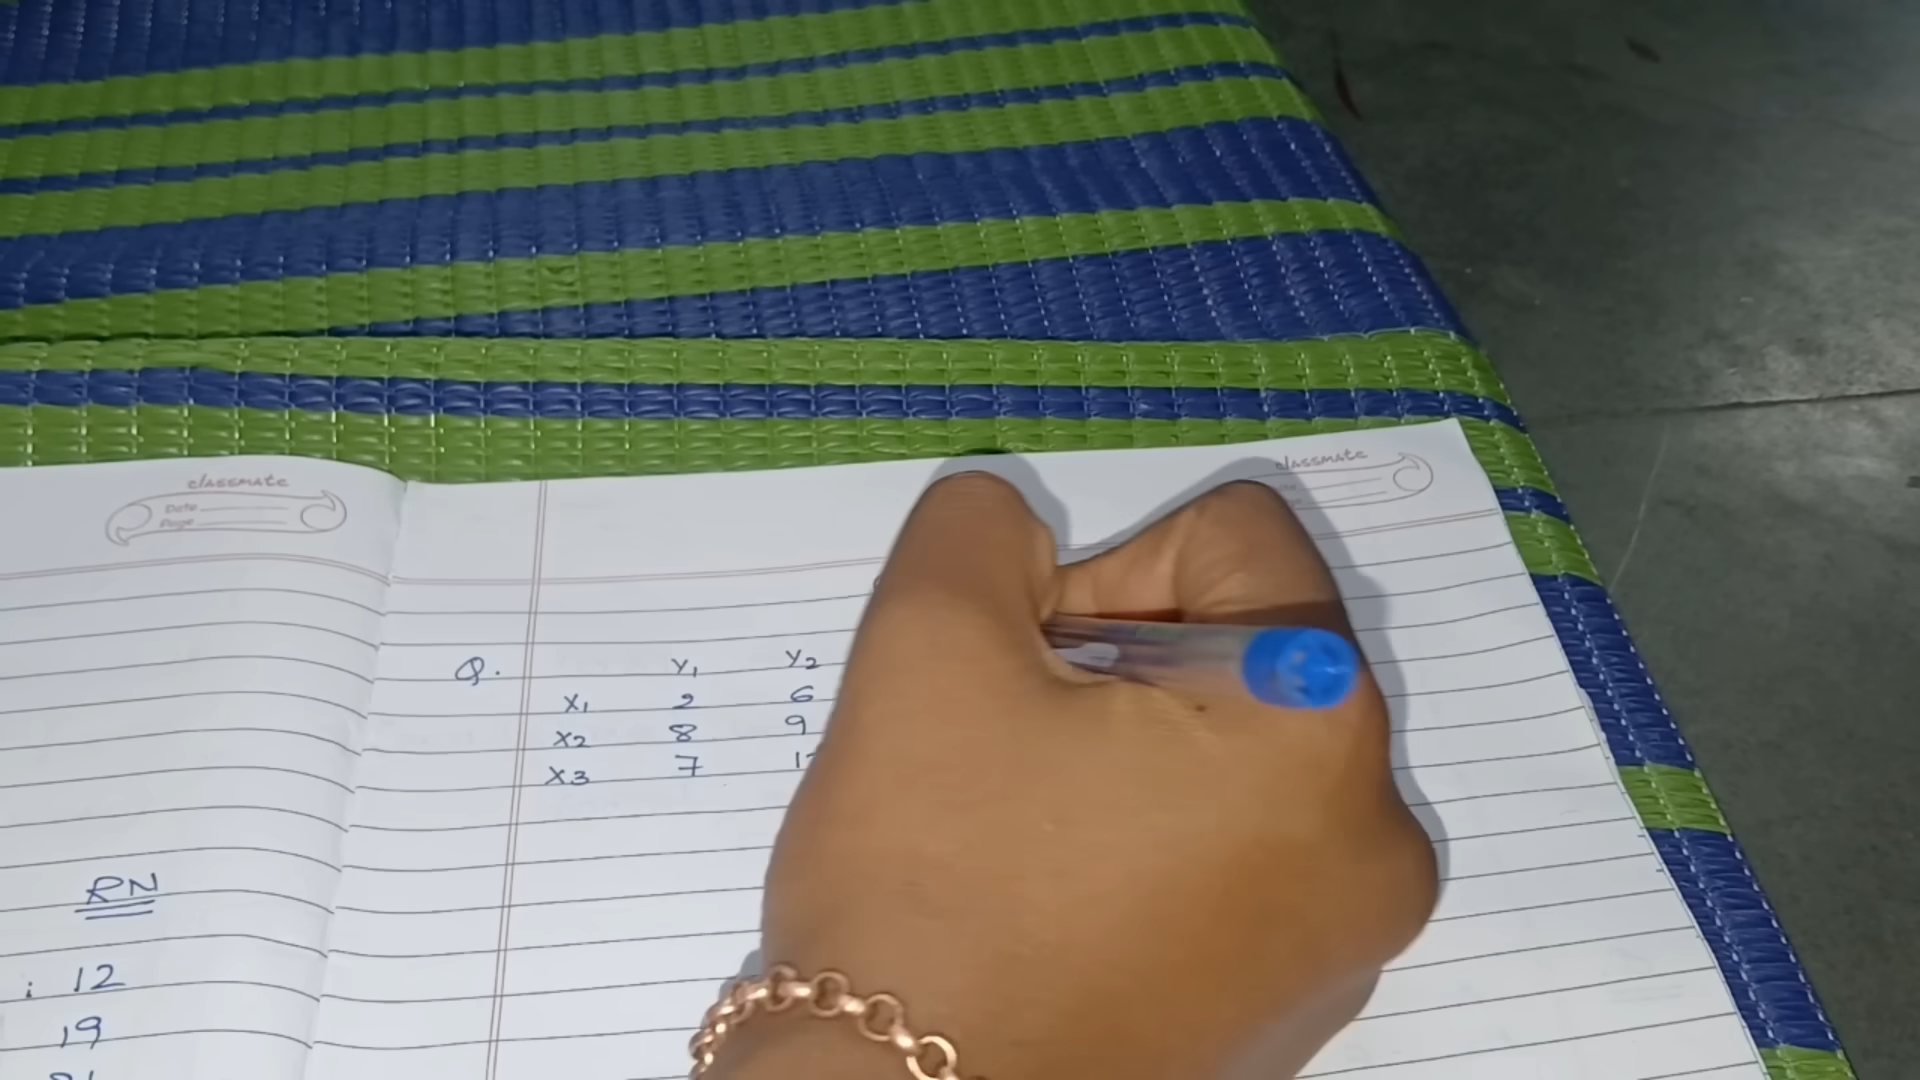 classmate
Date
Page
classmate
RN
12
19
Q. Y1 Y2
X1 2 6
X2 8 9
X3 7